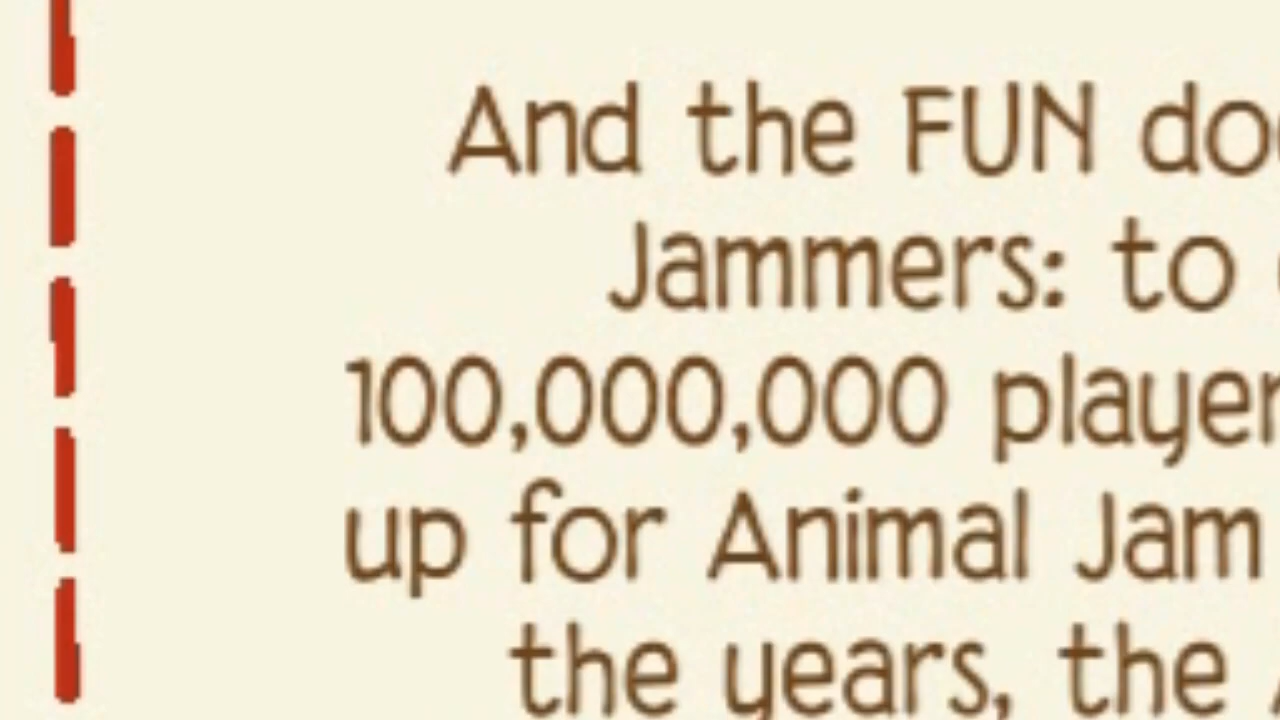 And the FUN do
Jammers: to
100,000,000 player
up for Animal Jam
the years, the